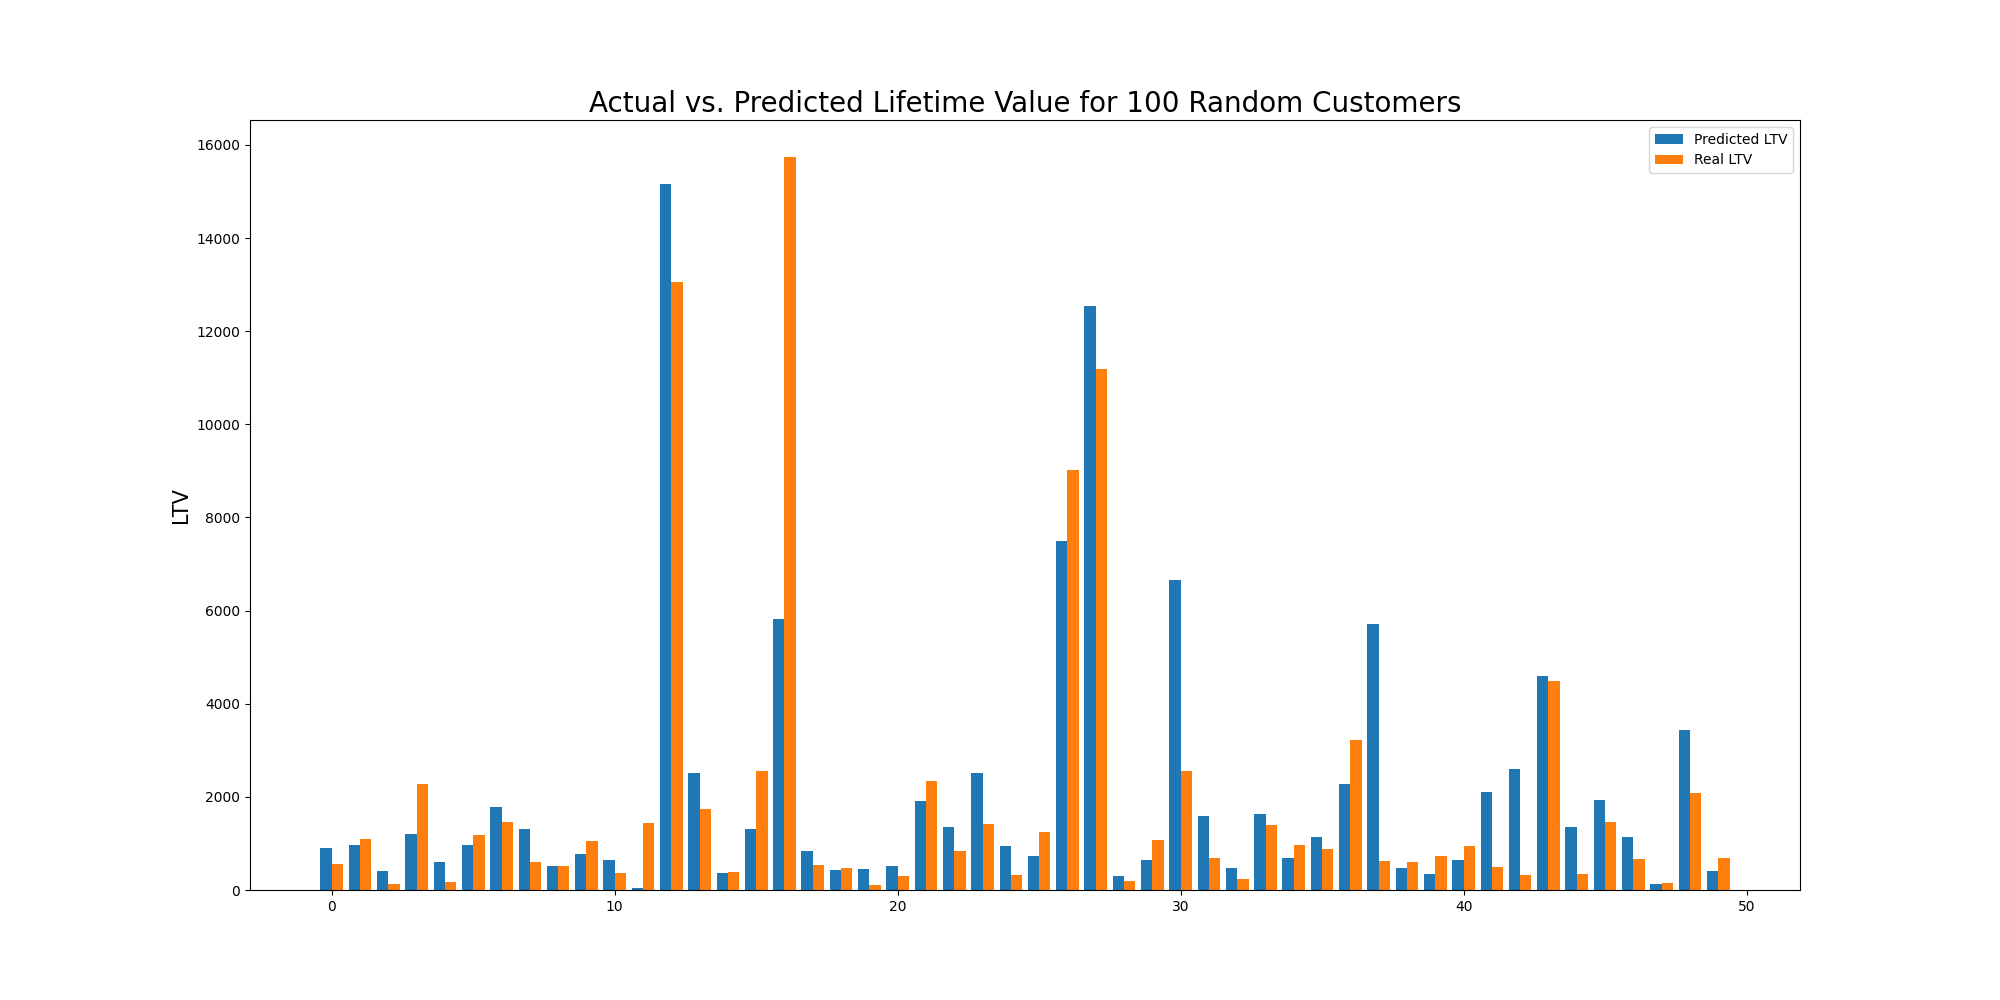 Actual vs. Predicted Lifetime Value for 100 Random Customers
Predicted LTV
Real LTV
16000
14000
12000
10000
8000
6000
4000
2000
0
LTV
0 10 20 30 40 50